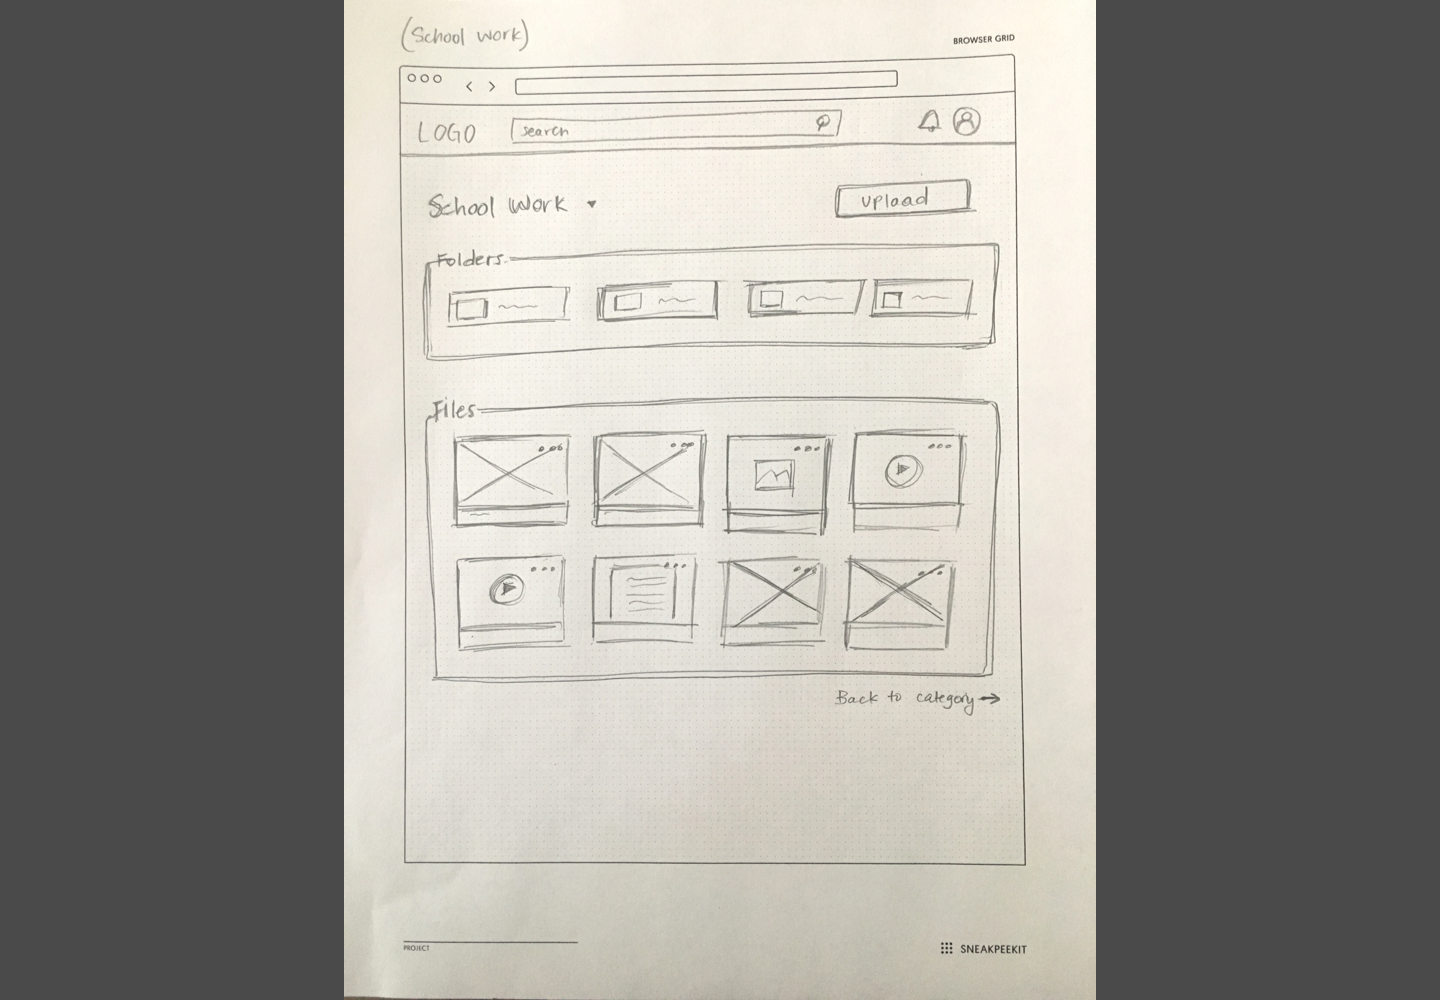 (School work)
BROWSER GRID
LOGO
search
School Work
upload
Folders
Files
Back to category →
PROJECT
SNEAKPEEKIT